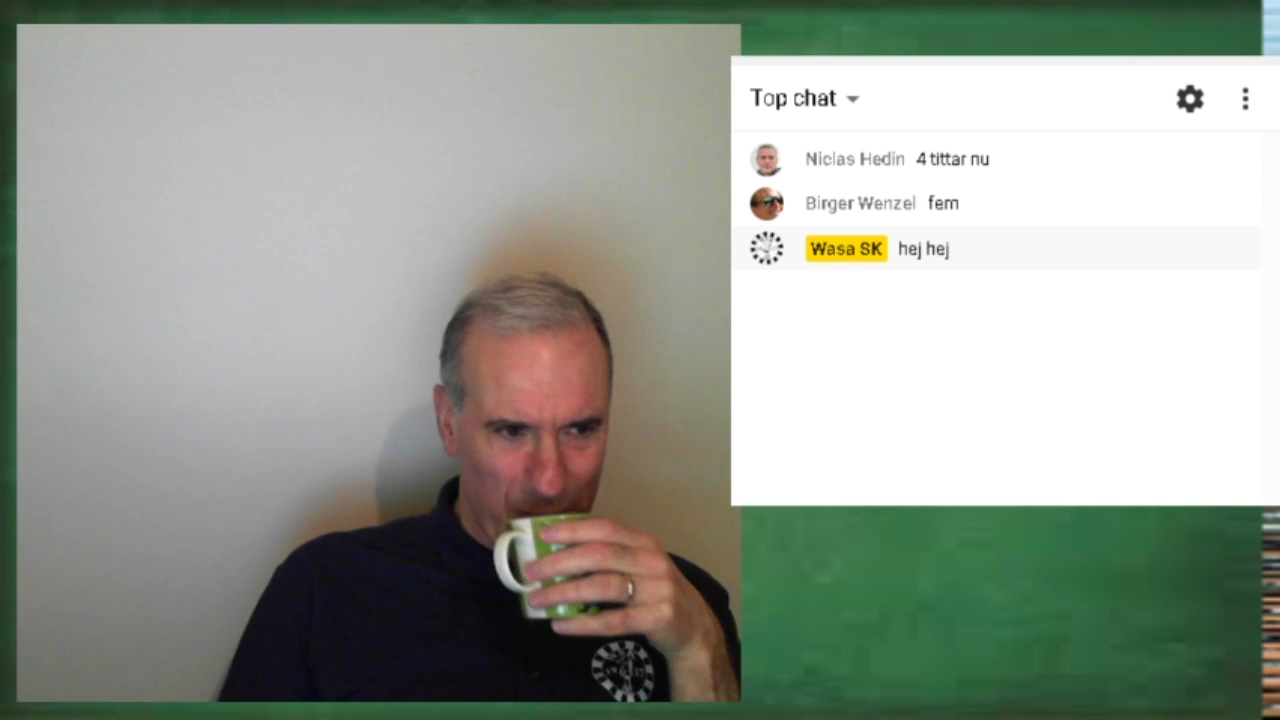 Top chat
Niclas Hedin 4 tittar nu
Birger Wenzel fem
Wasa SK hej hej